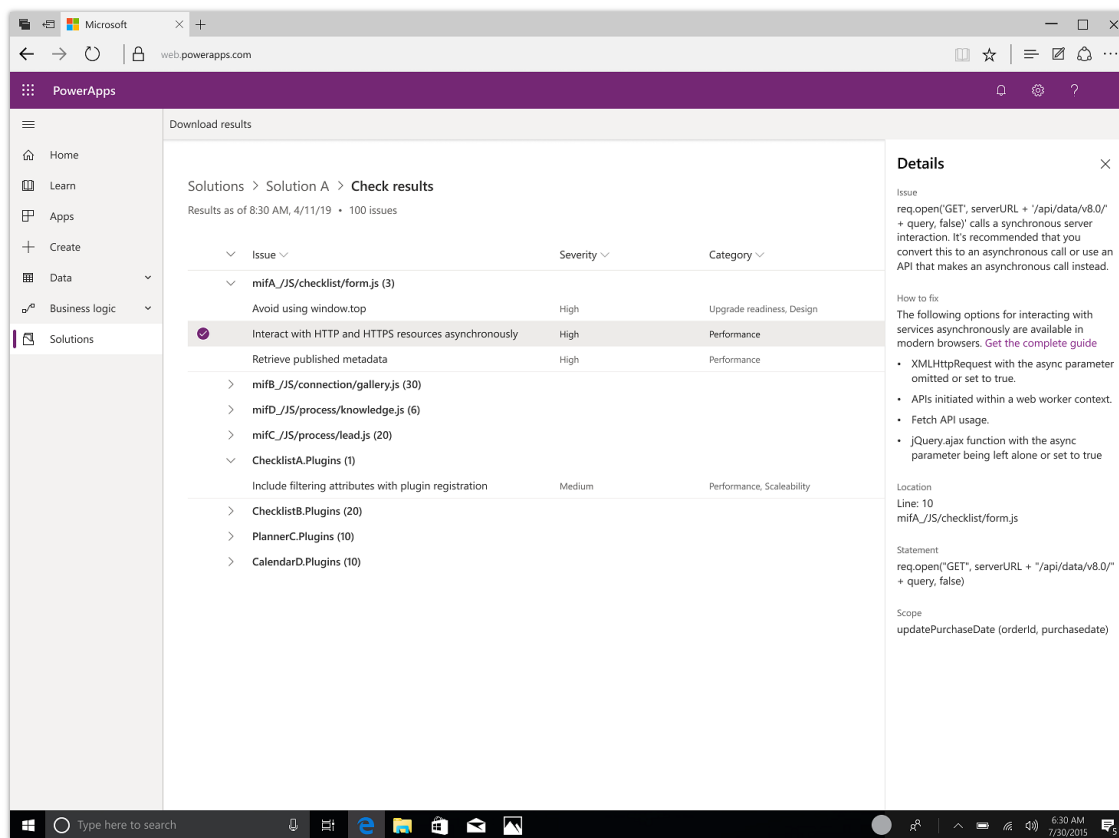 Microsoft
web.powerapps.com
PowerApps
?
Download results
Home
Learn
Apps
Create
Data
Business logic
Solutions
Solutions > Solution A > Check results
Results as of 8:30 AM, 4/11/19 • 100 issues
Issue Severity Category
mifA_/JS/checklist/form.js (3)
Avoid using window.top High Upgrade readiness, Design
Interact with HTTP and HTTPS resources asynchronously High Performance
Retrieve published metadata High Performance
mifB_/JS/connection/gallery.js (30)
mifD_/JS/process/knowledge.js (6)
mifC_/JS/process/lead.js (20)
ChecklistA.Plugins (1)
Include filtering attributes with plugin registration Medium Performance, Scaleability
ChecklistB.Plugins (20)
PlannerC.Plugins (10)
CalendarD.Plugins (10)
Details
Issue
req.open('GET', serverURL + '/api/data/v8.0/'
+ query, false)' calls a synchronous server
interaction. It's recommended that you
convert this to an asynchronous call or use an
API that makes an asynchronous call instead.
How to fix
The following options for interacting with
services asynchronously are available in
modern browsers. Get the complete guide
• XMLHttpRequest with the async parameter
omitted or set to true.
• APIs initiated within a web worker context.
• Fetch API usage.
• jQuery.ajax function with the async
parameter being left alone or set to true
Location
Line: 10
mifA_/JS/checklist/form.js
Statement
req.open("GET", serverURL + "/api/data/v8.0/"
+ query, false)
Scope
updatePurchaseDate (orderId, purchasedate)
Type here to search
6:30 AM
7/30/2015